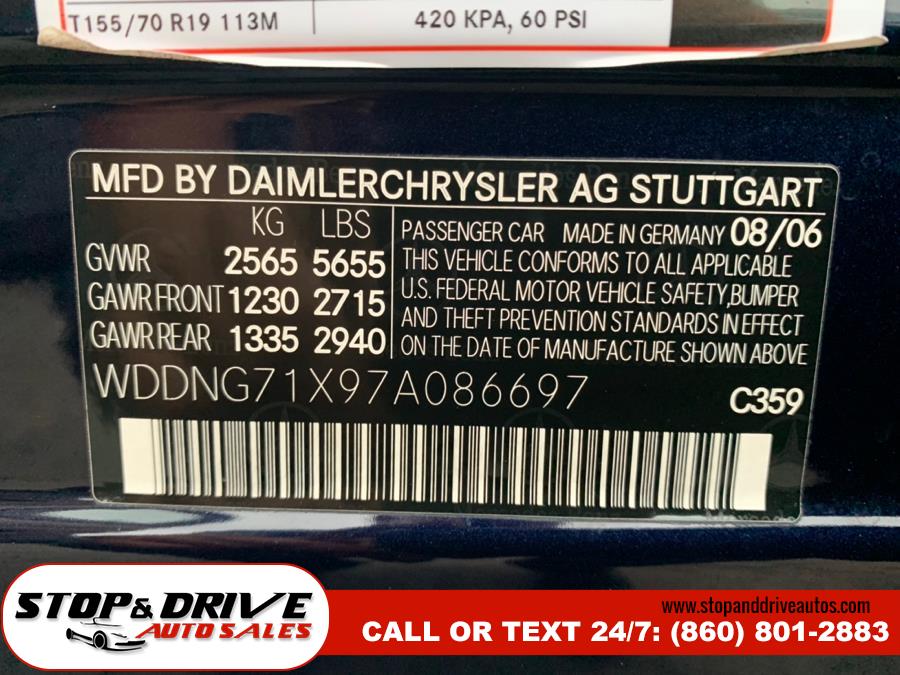 T155/70 R19 113M 420 KPA, 60 PSI
MFD BY DAIMLERCHRYSLER AG STUTTGART
KG LBS
GVWR 2565 5655
GAWR FRONT 1230 2715
GAWR REAR 1335 2940
PASSENGER CAR MADE IN GERMANY 08/06
THIS VEHICLE CONFORMS TO ALL APPLICABLE
U.S. FEDERAL MOTOR VEHICLE SAFETY, BUMPER
AND THEFT PREVENTION STANDARDS IN EFFECT
ON THE DATE OF MANUFACTURE SHOWN ABOVE
WDDNG71X97A086697
C359
STOP & DRIVE
AUTO SALES
www.stopanddriveautos.com
CALL OR TEXT 24/7: (860) 801-2883